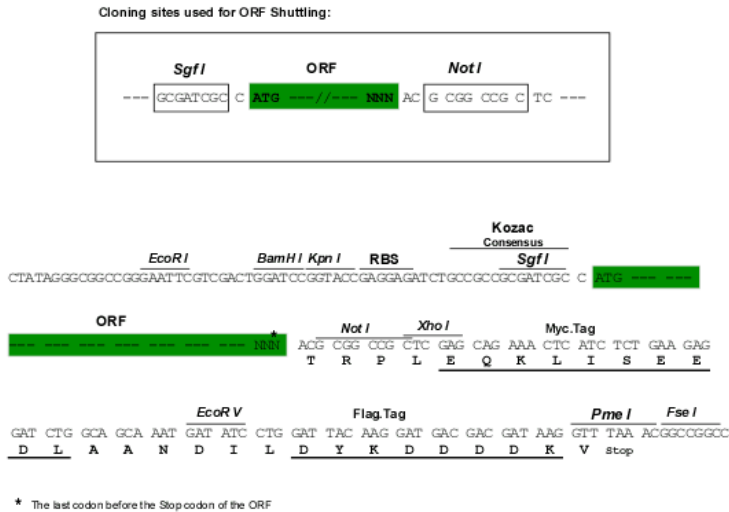 Cloning sites used for ORF Shuttling:
Sgf I ORF Not I
--- GCGATCGC C ATG ---//--- NNN AC G CGG CCG C TC ---
Kozac
Consensus
EcoR I BamH I Kpn I RBS Sgf I
CTATAGGGCGGCCGGGAATTCGTCGACTGGATCCGGTACCGAGGAGATCTGCCGCCGCGATCGC C ATG --- ---
ORF
Not I Xho I Myc.Tag
--- --- --- --- --- --- --- --- --- NNN* ACG CGG CCG CTC GAG CAG AAA CTC ATC TCT GAA GAG
T R P L E Q K L I S E E
EcoR V Flag.Tag Pme I Fse I
GAT CTG GCA GCA AAT GAT ATC CTG GAT TAC AAG GAT GAC GAC GAT AAG GTT TAA ACGGCCGGCC
D L A A N D I L D Y K D D D D K V Stop
* The last codon before the Stop codon of the ORF